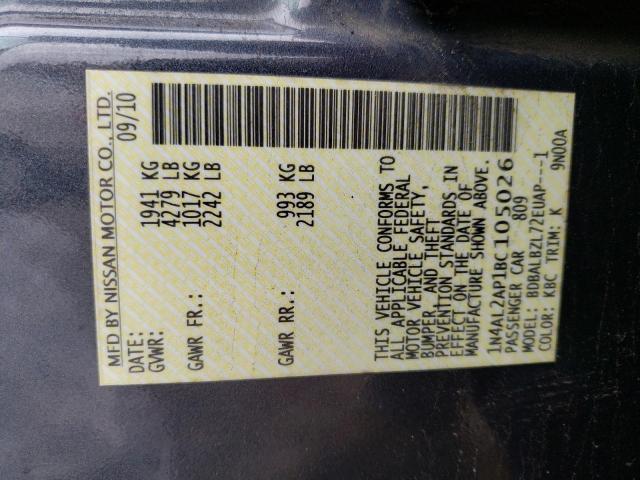 MFD BY NISSAN MOTOR CO., LTD.
DATE: 09/10
GVWR: 1941 KG
4279 LB
GAWR FR.: 1017 KG
2242 LB
GAWR RR.: 993 KG
2189 LB
THIS VEHICLE CONFORMS TO
ALL APPLICABLE FEDERAL
MOTOR VEHICLE SAFETY,
BUMPER, AND THEFT
PREVENTION STANDARDS IN
EFFECT ON THE DATE OF
MANUFACTURE SHOWN ABOVE.
1N4AL2AP1BC105026
PASSENGER CAR 809
MODEL: BDBALBZL72EUAP---1
COLOR: KBC TRIM: K 9N00A